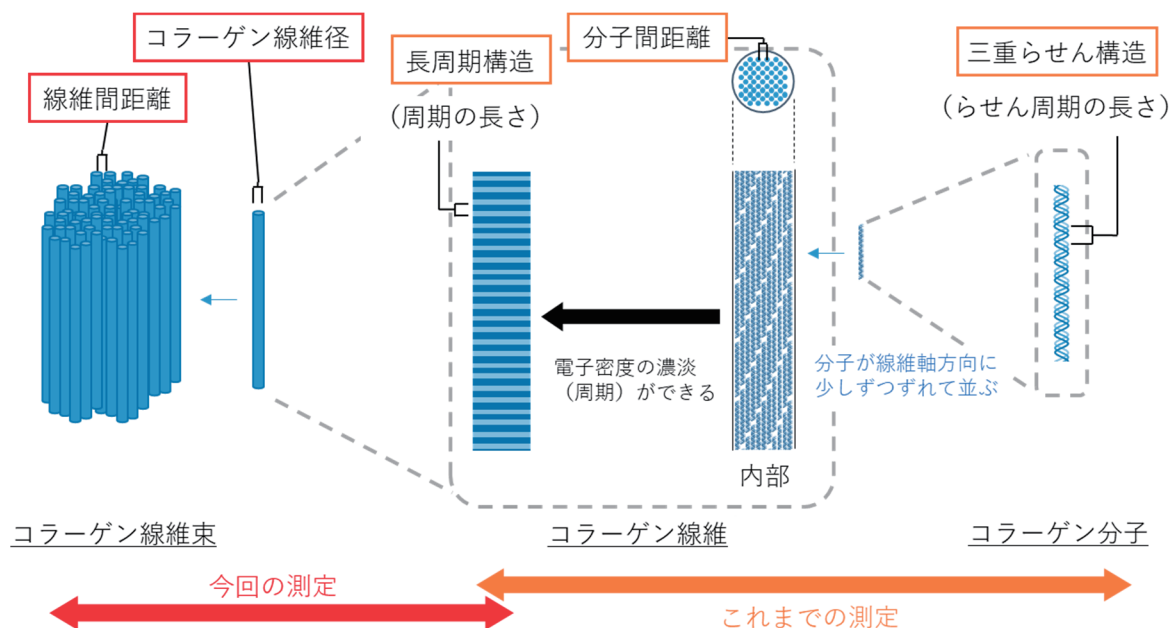 コラーゲン線維径
線維間距離
長周期構造
(周期の長さ)
分子間距離
三重らせん構造
(らせん周期の長さ)
電子密度の濃淡
(周期)ができる
分子が線維軸方向に
少しずつずれて並ぶ
内部
コラーゲン線維束
コラーゲン線維
コラーゲン分子
今回の測定
これまでの測定